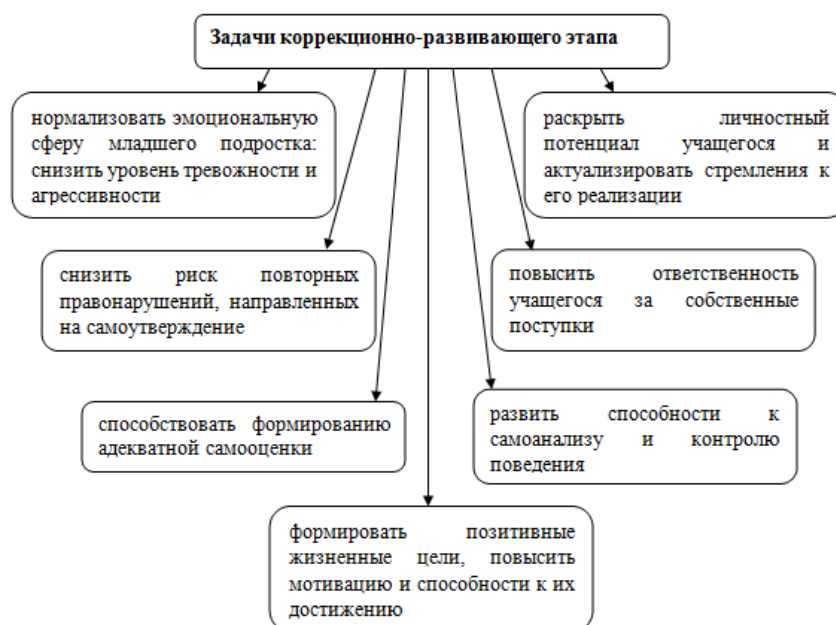 Задачи коррекционно-развивающего этапа
нормализовать эмоциональную
сферу младшего подростка:
снизить уровень тревожности и
агрессивности
раскрыть личностный
потенциал учащегося и
актуализировать стремления к
его реализации
снизить риск повторных
правонарушений, направленных
на самоутверждение
повысить ответственность
учащегося за собственные
поступки
способствовать формированию
адекватной самооценки
развить способности к
самоанализу и контролю
поведения
формировать позитивные
жизненные цели, повысить
мотивацию и способности к их
достижению